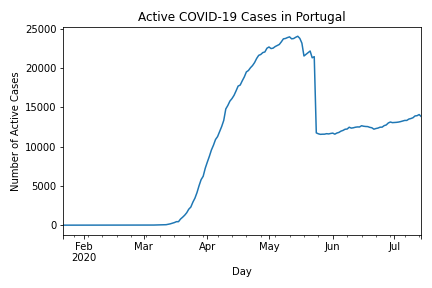 Active COVID-19 Cases in Portugal
Number of Active Cases
25000
20000
15000
10000
5000
0
Feb Mar Apr May Jun Jul
2020
Day